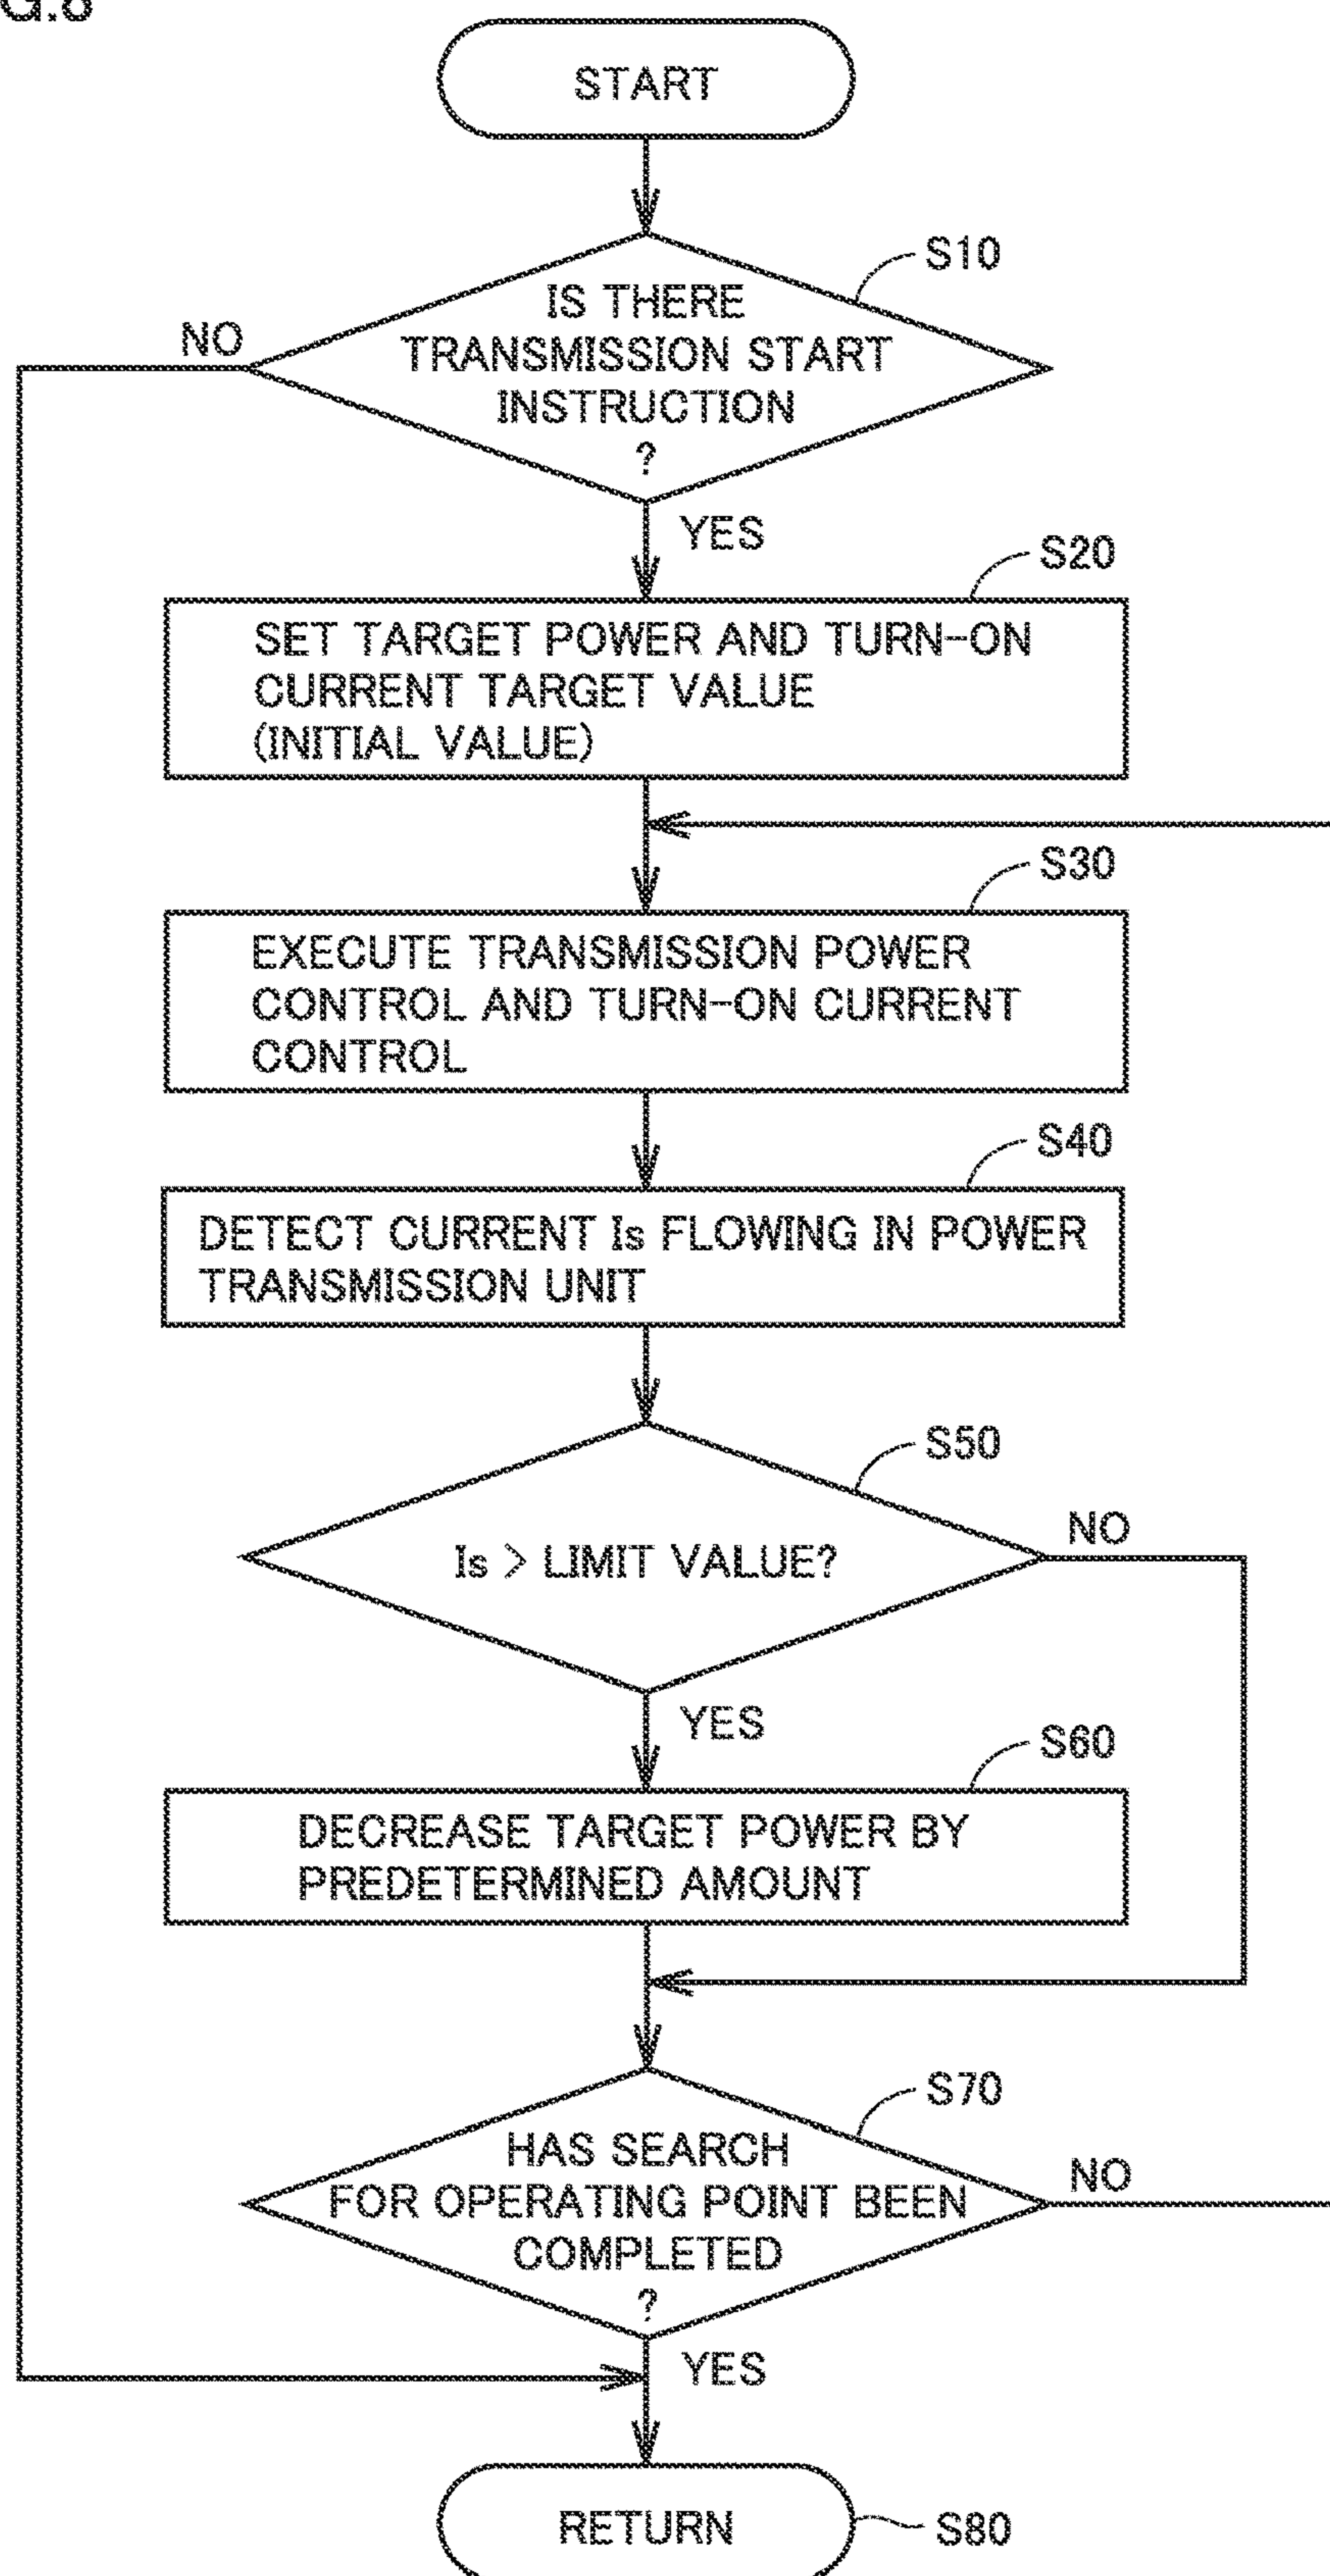 G.8
START
S10
IS THERE
TRANSMISSION START
INSTRUCTION
?
NO
YES
S20
SET TARGET POWER AND TURN-ON
CURRENT TARGET VALUE
(INITIAL VALUE)
S30
EXECUTE TRANSMISSION POWER
CONTROL AND TURN-ON CURRENT
CONTROL
S40
DETECT CURRENT Is FLOWING IN POWER
TRANSMISSION UNIT
S50
Is > LIMIT VALUE?
NO
YES
S60
DECREASE TARGET POWER BY
PREDETERMINED AMOUNT
S70
HAS SEARCH
FOR OPERATING POINT BEEN
COMPLETED
?
NO
YES
RETURN
S80